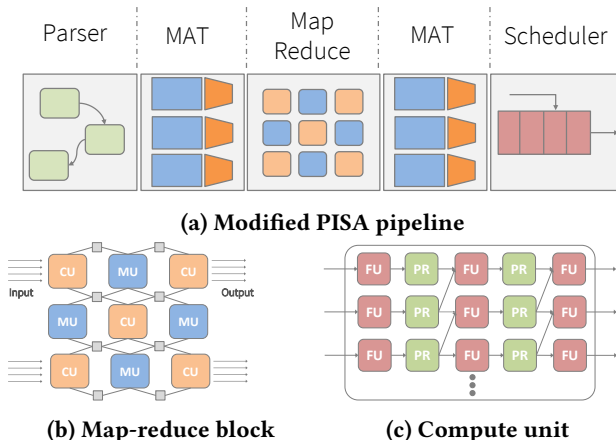 Parser MAT Map Reduce MAT Scheduler
(a) Modified PISA pipeline
CU MU CU
Input Output
MU CU MU
CU MU CU
(b) Map-reduce block
FU PR FU PR FU
FU PR FU PR FU
FU PR FU PR FU
(c) Compute unit